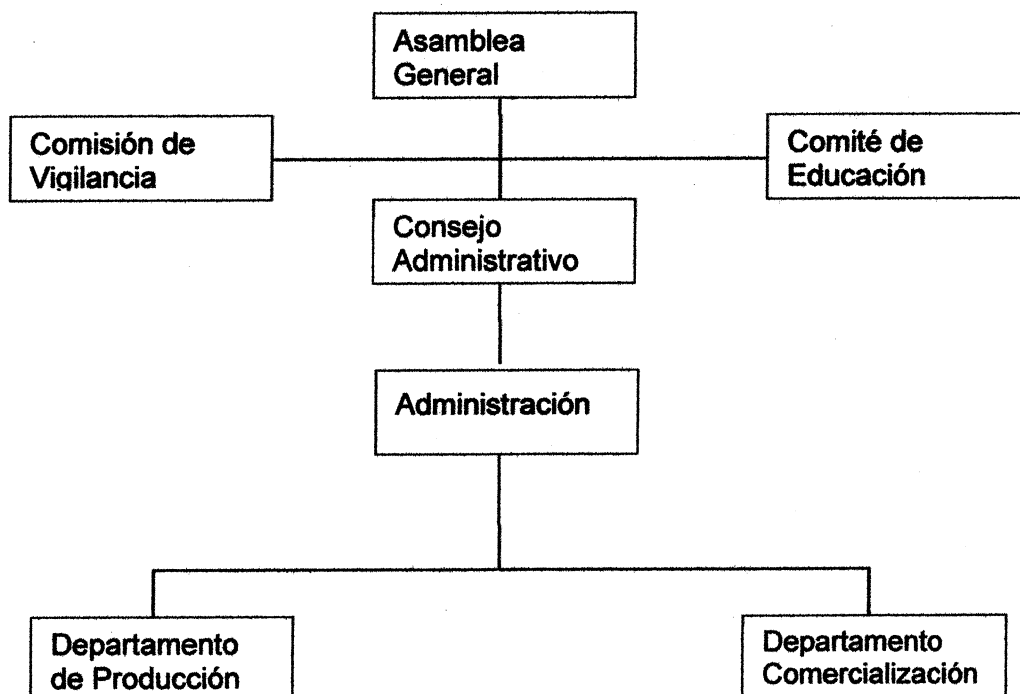 Asamblea
General
Comisión de
Vigilancia
Comité de
Educación
Consejo
Administrativo
Administración
Departamento
de Producción
Departamento
Comercialización